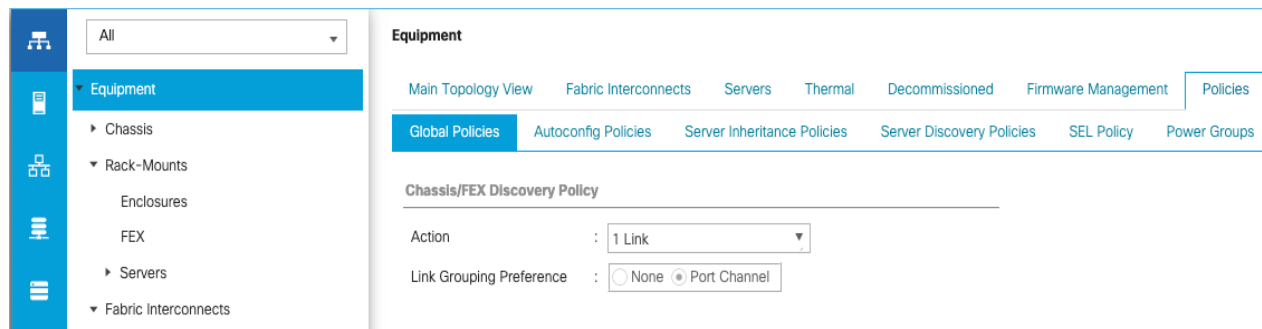 All
Equipment
Chassis
Rack-Mounts
Enclosures
FEX
Servers
Fabric Interconnects
Equipment
Main Topology View Fabric Interconnects Servers Thermal Decommissioned Firmware Management Policies
Global Policies Autoconfig Policies Server Inheritance Policies Server Discovery Policies SEL Policy Power Groups
Chassis/FEX Discovery Policy
Action : 1 Link
Link Grouping Preference : None Port Channel